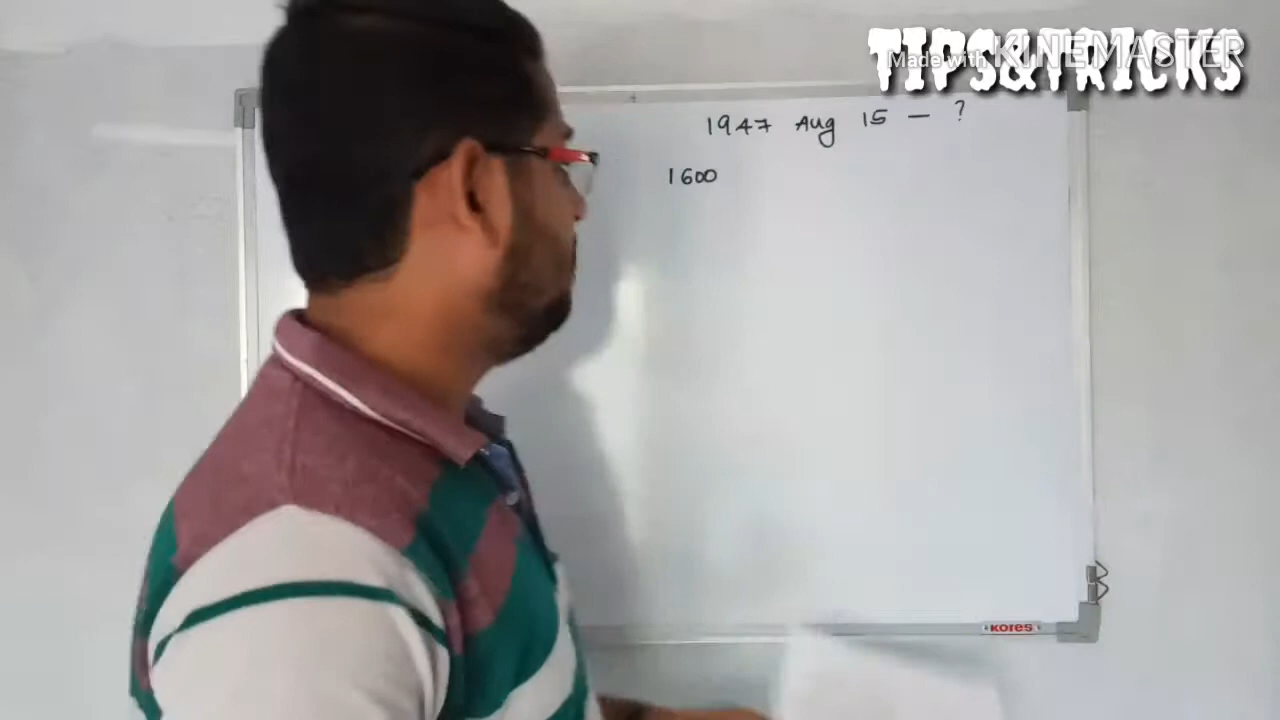 TIPS&TRICKS
Made with KINEMASTER
1947 Aug 15 - ?
1600
KORES